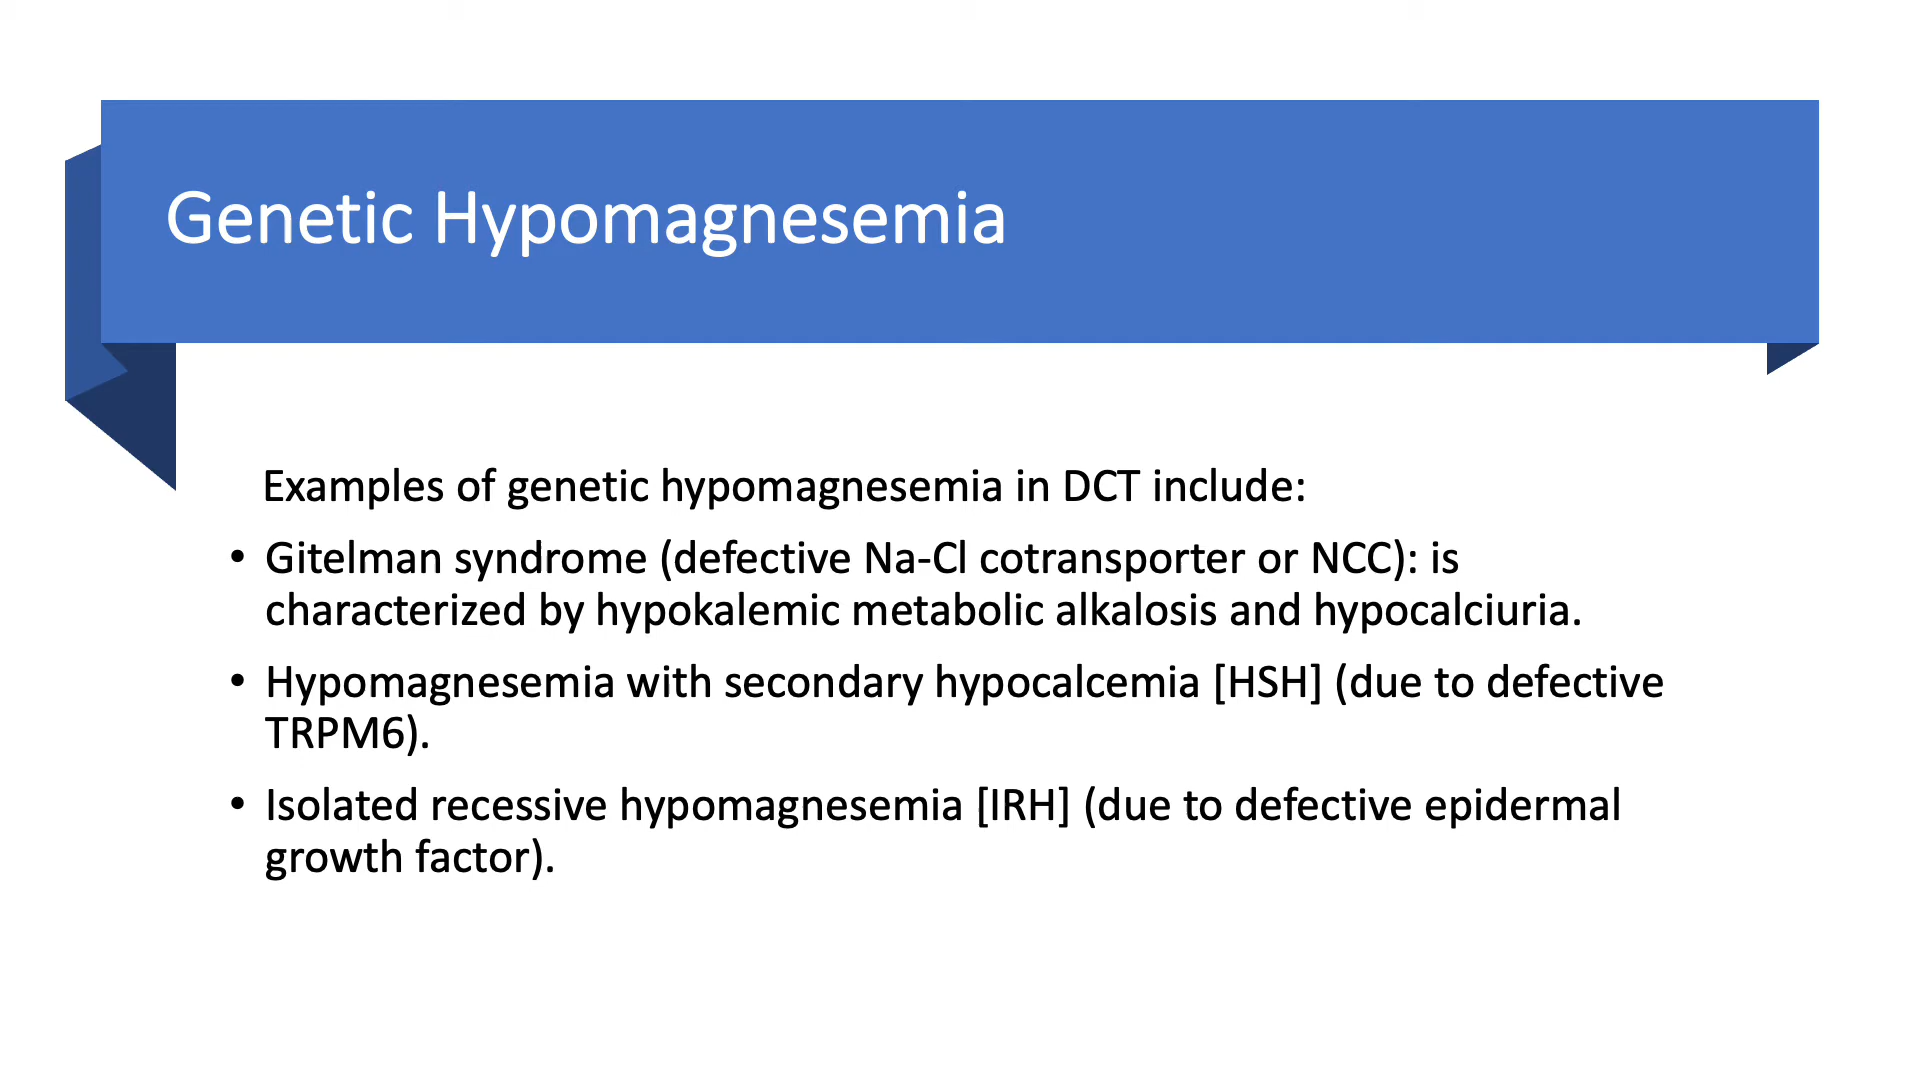 Genetic Hypomagnesemia
Examples of genetic hypomagnesemia in DCT include:
• Gitelman syndrome (defective Na-Cl cotransporter or NCC): is
characterized by hypokalemic metabolic alkalosis and hypocalciuria.
• Hypomagnesemia with secondary hypocalcemia [HSH] (due to defective
TRPM6).
• Isolated recessive hypomagnesemia [IRH] (due to defective epidermal
growth factor).